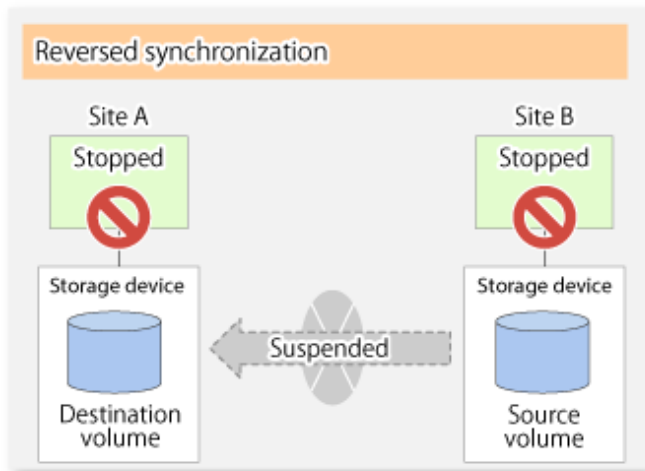 Reversed synchronization
Site A
Site B
Stopped
Stopped
Storage device
Storage device
Suspended
Destination
volume
Source
volume